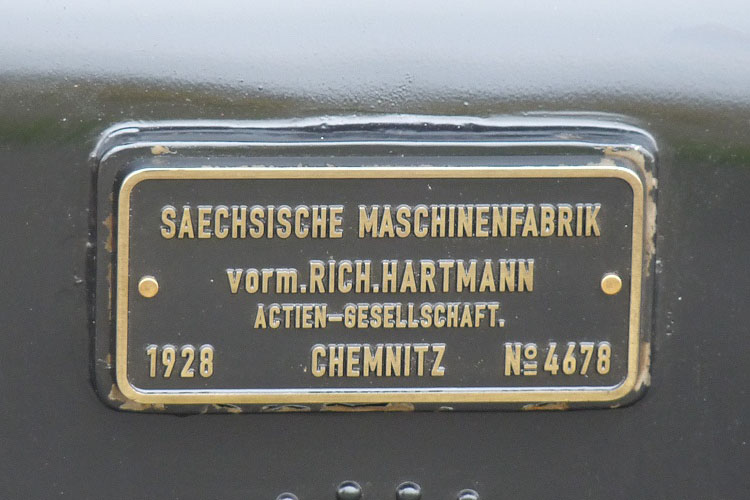 SAECHSISCHE MASCHINENFABRIK
vorm.RICH.HARTMANN
ACTIEN-GESELLSCHAFT.
1928 CHEMNITZ No 4678